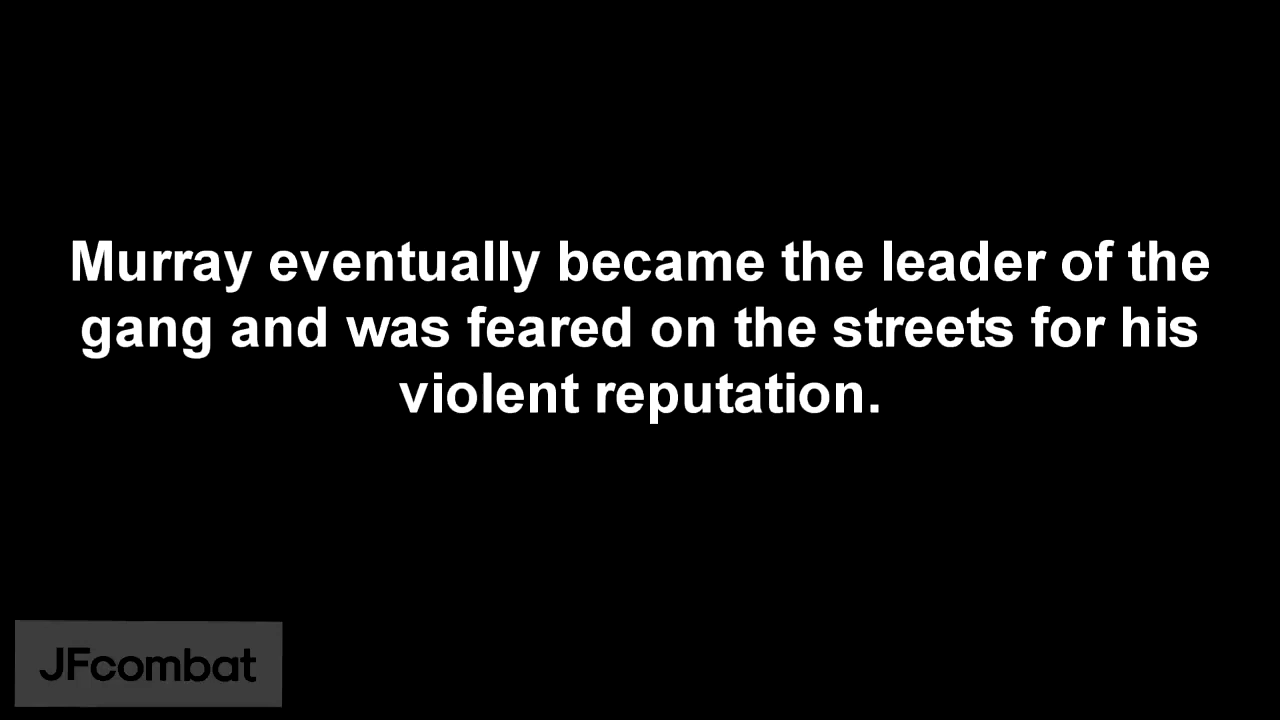 Murray eventually became the leader of the
gang and was feared on the streets for his
violent reputation.
JFcombat